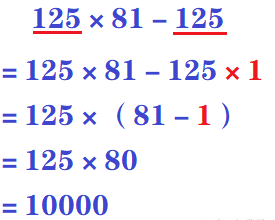 125 × 81 − 125
= 125 × 81 − 125 × 1
= 125 × ( 81 − 1 )
= 125 × 80
= 10000